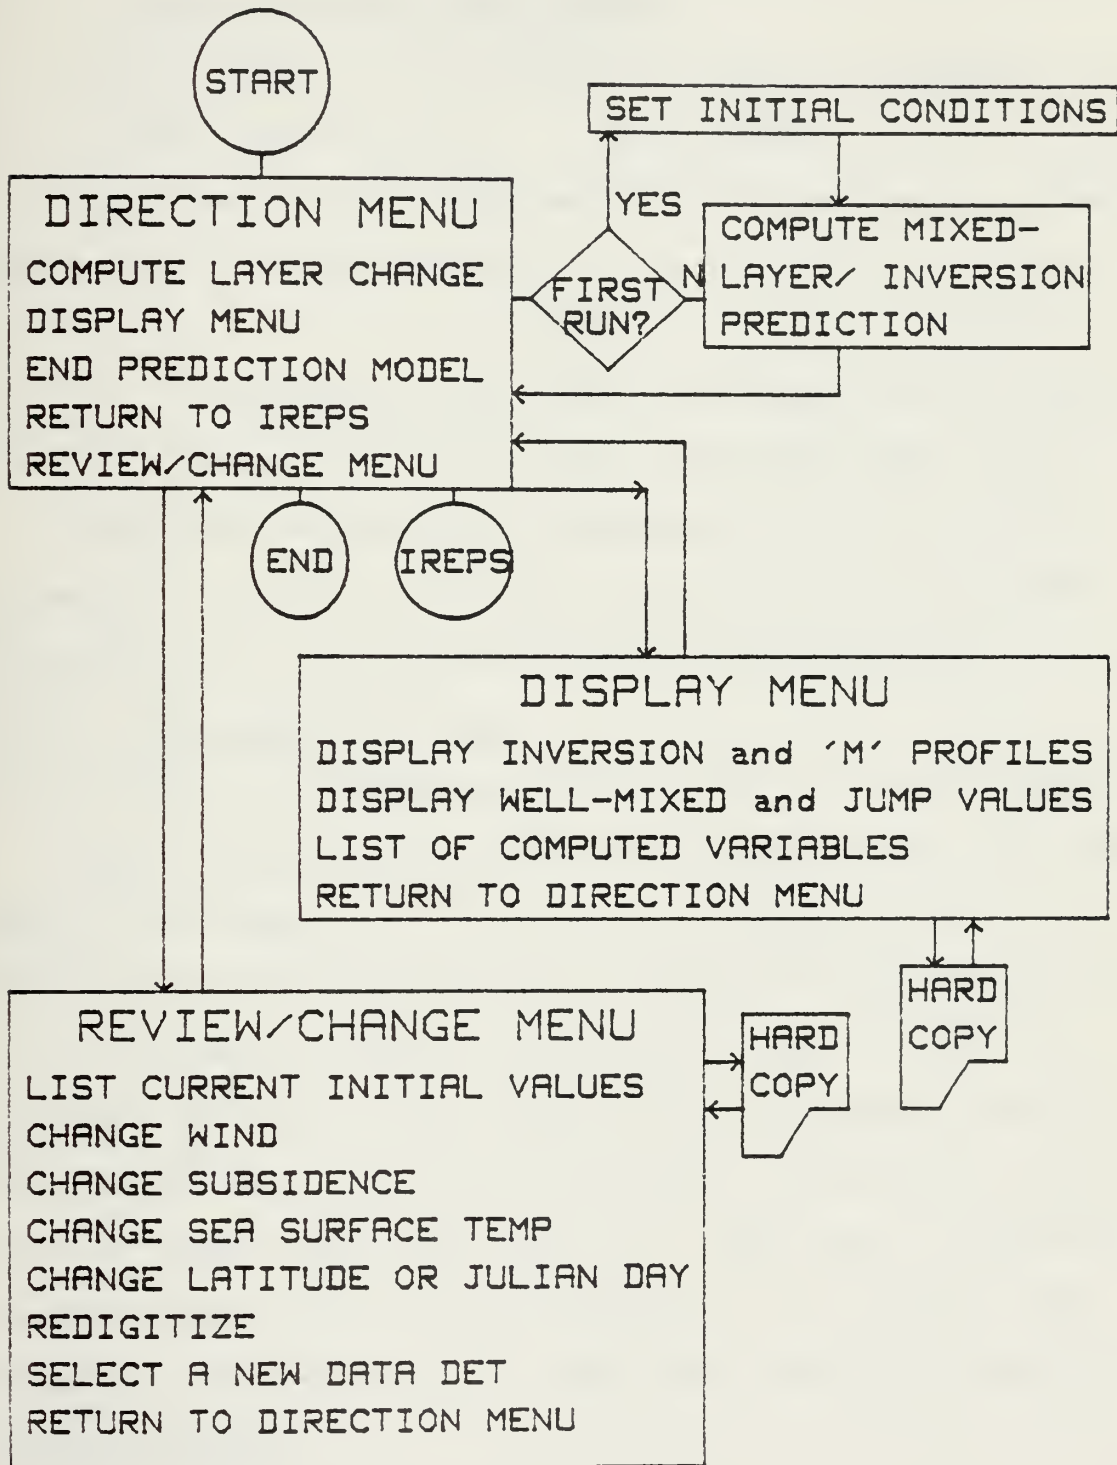 START
SET INITIAL CONDITIONS
DIRECTION MENU
COMPUTE LAYER CHANGE
DISPLAY MENU
END PREDICTION MODEL
RETURN TO IREPS
REVIEW/CHANGE MENU
YES
FIRST
RUN?
N
COMPUTE MIXED-
LAYER/ INVERSION
PREDICTION
END
IREPS
DISPLAY MENU
DISPLAY INVERSION and 'M' PROFILES
DISPLAY WELL-MIXED and JUMP VALUES
LIST OF COMPUTED VARIABLES
RETURN TO DIRECTION MENU
HARD
COPY
REVIEW/CHANGE MENU
LIST CURRENT INITIAL VALUES
CHANGE WIND
CHANGE SUBSIDENCE
CHANGE SEA SURFACE TEMP
CHANGE LATITUDE OR JULIAN DAY
REDIGITIZE
SELECT A NEW DATA DET
RETURN TO DIRECTION MENU
HARD
COPY